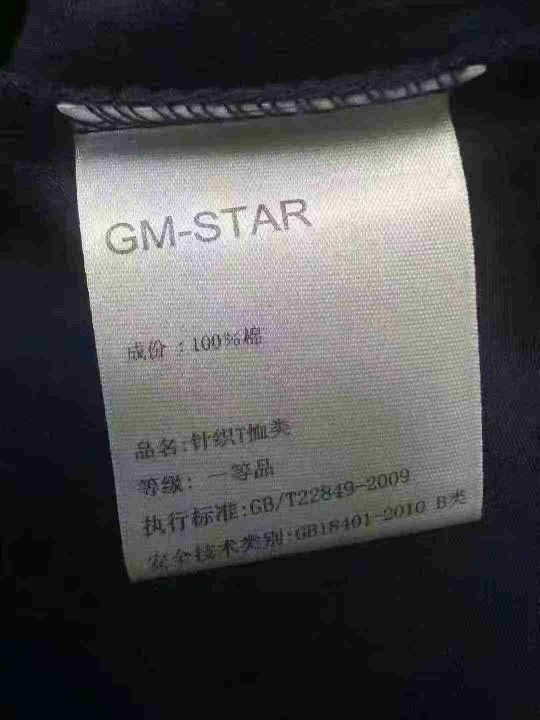 GM-STAR
成份：100%棉
品名:针织T恤类
等级: 一等品
执行标准:GB/T22849-2009
安全技术类别:GB18401-2010 B类